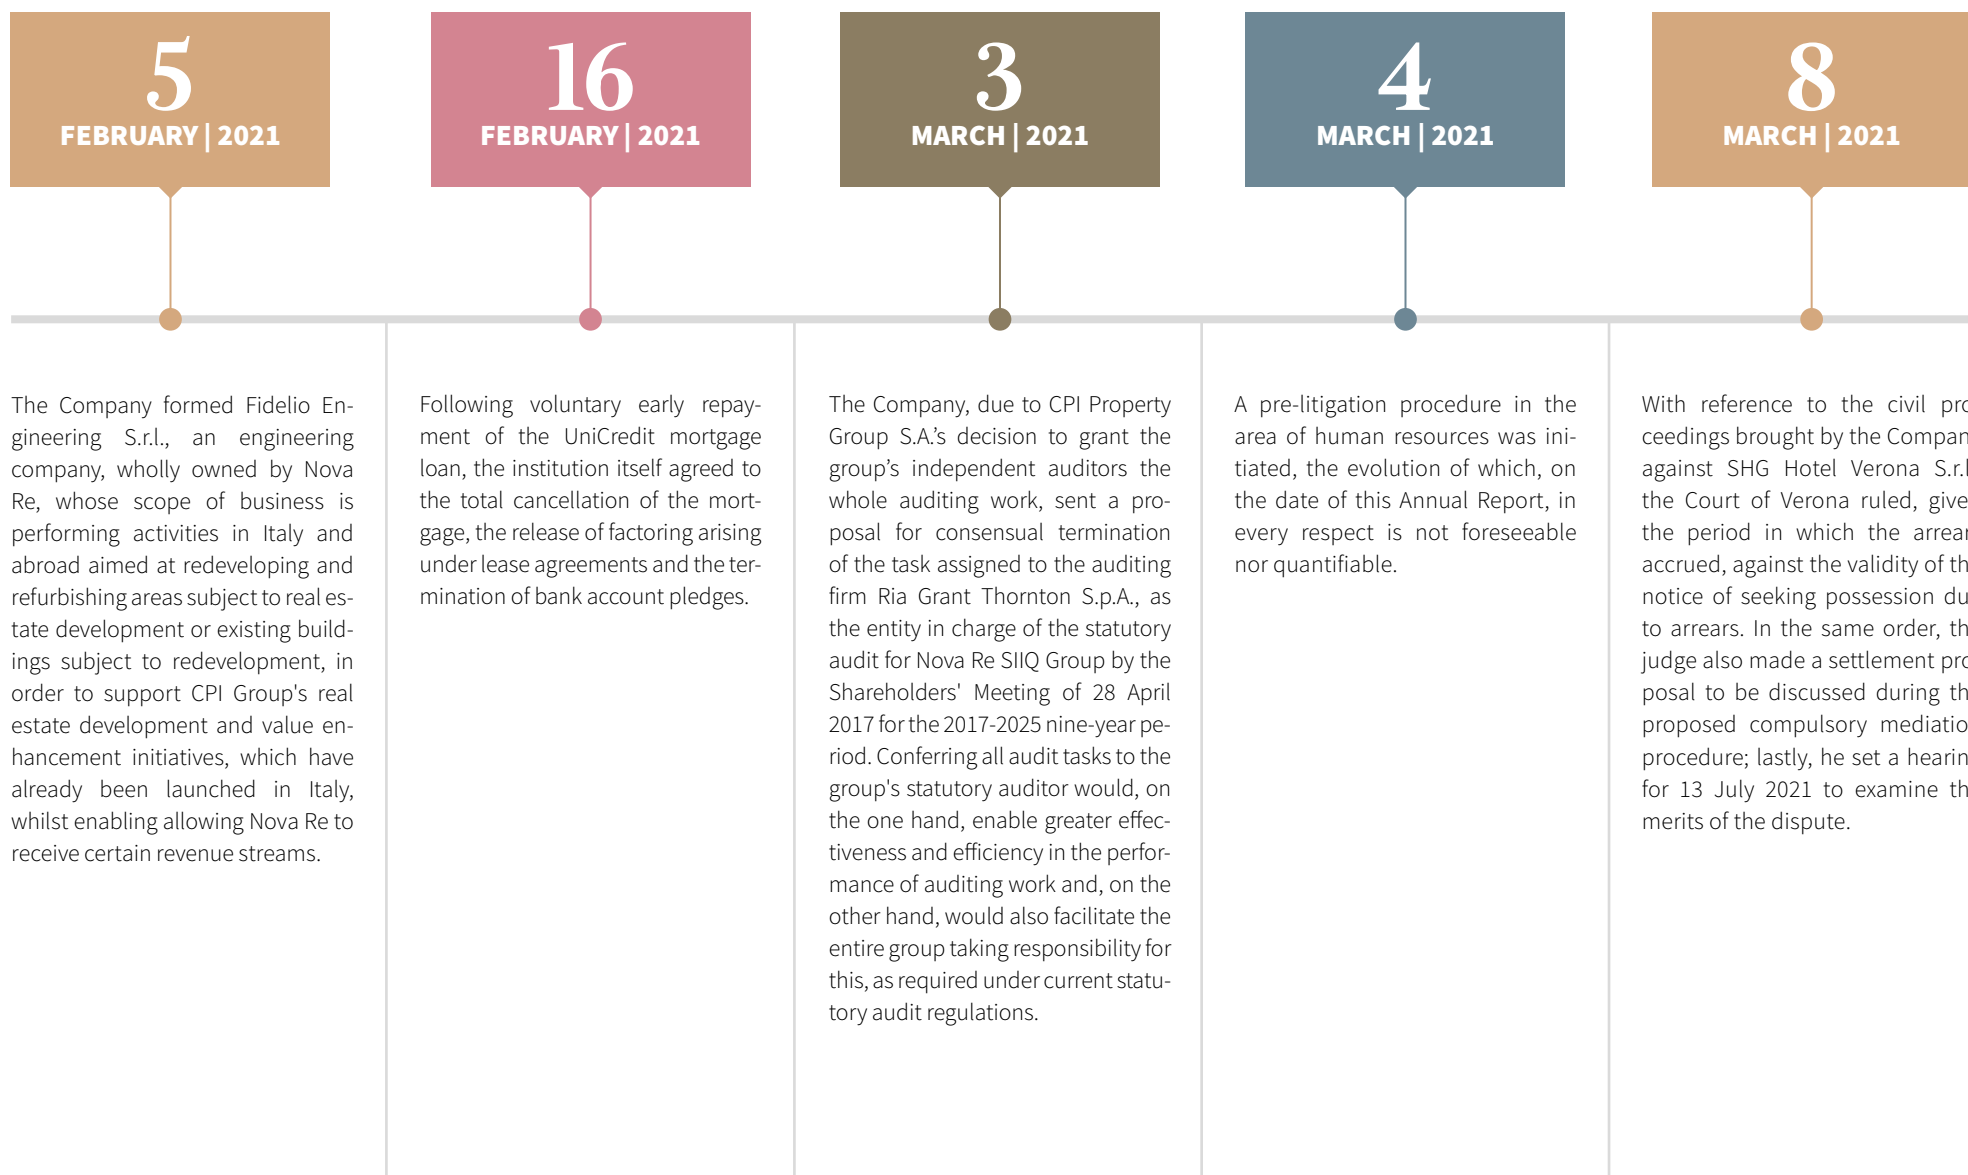 5
FEBRUARY | 2021
The Company formed Fidelio En-
gineering S.r.l., an engineering
company, wholly owned by Nova
Re, whose scope of business is
performing activities in Italy and
abroad aimed at redeveloping and
refurbishing areas subject to real es-
tate development or existing build-
ings subject to redevelopment, in
order to support CPI Group's real
estate development and value en-
hancement initiatives, which have
already been launched in Italy,
whilst enabling allowing Nova Re to
receive certain revenue streams.
16
FEBRUARY | 2021
Following voluntary early repay-
ment of the UniCredit mortgage
loan, the institution itself agreed to
the total cancellation of the mort-
gage, the release of factoring arising
under lease agreements and the ter-
mination of bank account pledges.
3
MARCH | 2021
The Company, due to CPI Property
Group S.A.’s decision to grant the
group’s independent auditors the
whole auditing work, sent a pro-
posal for consensual termination
of the task assigned to the auditing
firm Ria Grant Thornton S.p.A., as
the entity in charge of the statutory
audit for Nova Re SIIQ Group by the
Shareholders' Meeting of 28 April
2017 for the 2017-2025 nine-year pe-
riod. Conferring all audit tasks to the
group's statutory auditor would, on
the one hand, enable greater effec-
tiveness and efficiency in the perfor-
mance of auditing work and, on the
other hand, would also facilitate the
entire group taking responsibility for
this, as required under current statu-
tory audit regulations.
4
MARCH | 2021
A pre-litigation procedure in the
area of human resources was ini-
tiated, the evolution of which, on
the date of this Annual Report, in
every respect is not foreseeable
nor quantifiable.
8
MARCH | 2021
With reference to the civil pro
ceedings brought by the Compan
against SHG Hotel Verona S.r.l
the Court of Verona ruled, give
the period in which the arrear
accrued, against the validity of th
notice of seeking possession du
to arrears. In the same order, th
judge also made a settlement pro
posal to be discussed during th
proposed compulsory mediatio
procedure; lastly, he set a hearin
for 13 July 2021 to examine th
merits of the dispute.